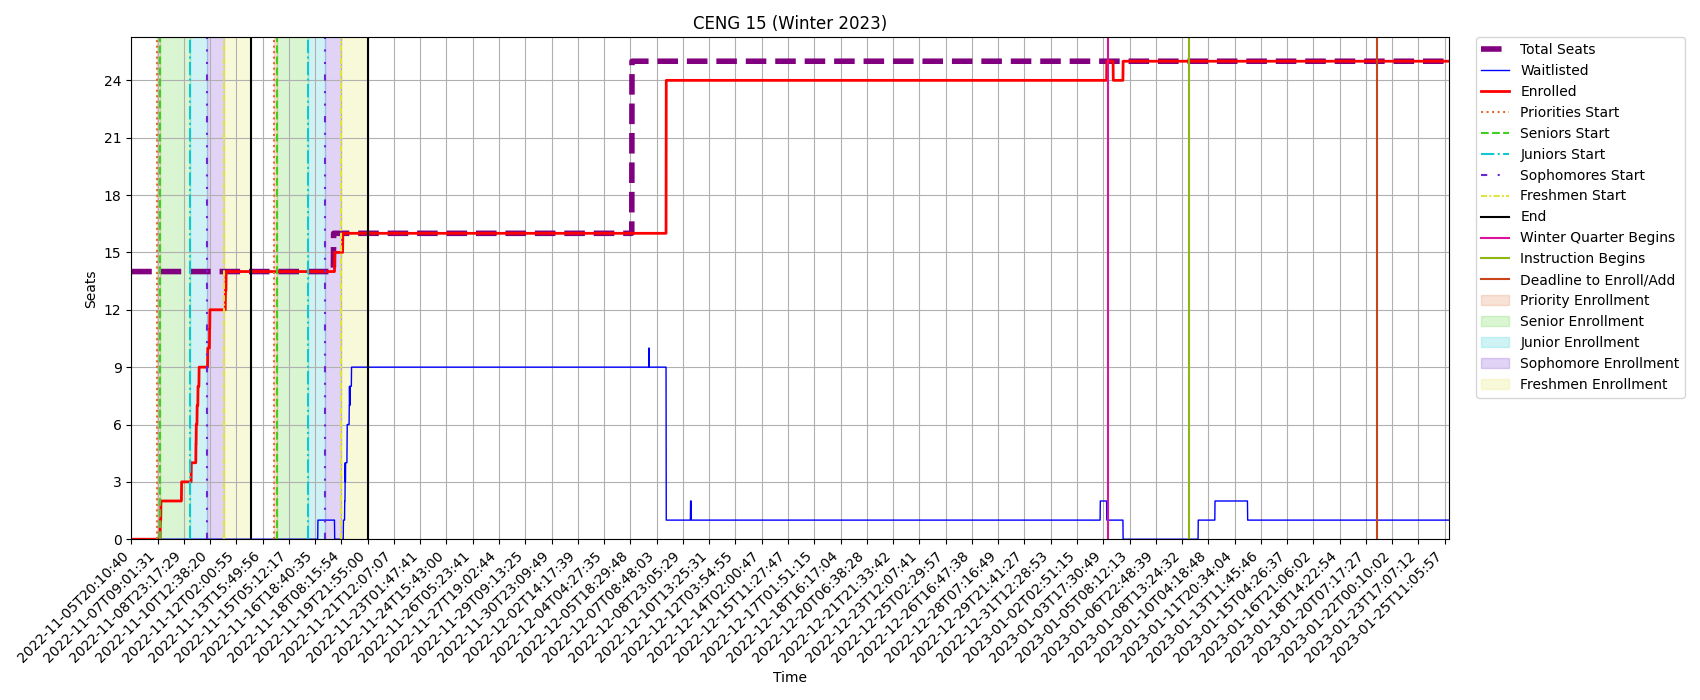 CENG 15 (Winter 2023)
Seats
24
21
18
15
12
9
6
3
0
2022-11-05T20:10:40
2022-11-07T09:01:31
2022-11-08T23:17:29
2022-11-10T12:38:20
2022-11-12T02:00:55
2022-11-13T15:49:56
2022-11-15T05:12:17
2022-11-16T18:40:35
2022-11-18T08:15:54
2022-11-19T21:55:00
2022-11-21T12:07:07
2022-11-23T01:47:41
2022-11-24T15:43:00
2022-11-26T05:23:41
2022-11-27T19:02:44
2022-11-29T09:13:25
2022-11-30T23:09:49
2022-12-02T14:17:39
2022-12-04T04:27:35
2022-12-05T18:29:48
2022-12-07T08:48:03
2022-12-08T23:05:29
2022-12-10T13:25:31
2022-12-12T03:54:55
2022-12-14T02:00:47
2022-12-15T11:27:47
2022-12-17T01:51:15
2022-12-18T16:17:04
2022-12-20T06:38:28
2022-12-21T21:33:42
2022-12-23T12:07:41
2022-12-25T02:29:57
2022-12-26T16:47:38
2022-12-28T07:16:49
2022-12-29T21:41:27
2022-12-31T12:28:53
2023-01-02T02:51:15
2023-01-03T17:30:49
2023-01-05T08:12:13
2023-01-06T22:48:39
2023-01-08T13:24:32
2023-01-10T04:18:48
2023-01-11T20:34:04
2023-01-13T11:45:46
2023-01-15T04:26:37
2023-01-16T21:06:02
2023-01-18T14:22:54
2023-01-20T07:17:27
2023-01-22T00:10:02
2023-01-23T17:07:12
2023-01-25T11:05:57
Time
Total Seats
Waitlisted
Enrolled
Priorities Start
Seniors Start
Juniors Start
Sophomores Start
Freshmen Start
End
Winter Quarter Begins
Instruction Begins
Deadline to Enroll/Add
Priority Enrollment
Senior Enrollment
Junior Enrollment
Sophomore Enrollment
Freshmen Enrollment